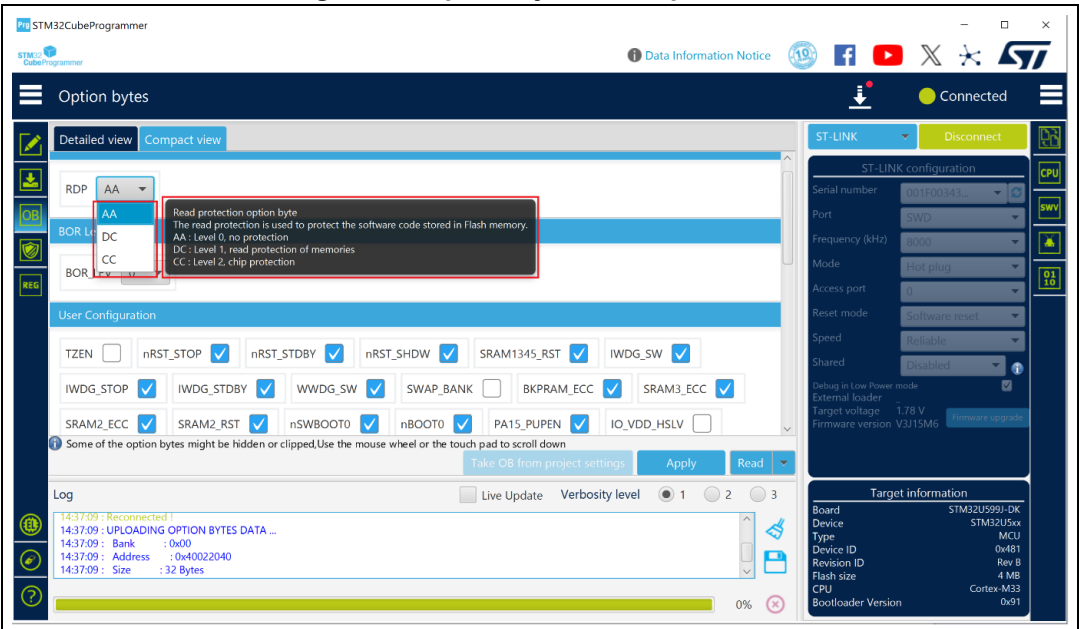 Prg STM32CubeProgrammer
STM32
CubeProgrammer
Data Information Notice
10
Option bytes
Connected
Detailed view Compact view
RDP AA
AA
DC
CC
Read protection option byte
The read protection is used to protect the software code stored in Flash memory.
AA : Level 0, no protection
DC : Level 1, read protection of memories
CC : Level 2, chip protection
BOR Le
BOR_LEV 0
User Configuration
TZEN nRST_STOP nRST_STDBY nRST_SHDW SRAM1345_RST IWDG_SW
IWDG_STOP IWDG_STDBY WWDG_SW SWAP_BANK BKPRAM_ECC SRAM3_ECC
SRAM2_ECC SRAM2_RST nSWBOOT0 nBOOT0 PA15_PUPEN IO_VDD_HSLV
Some of the option bytes might be hidden or clipped,Use the mouse wheel or the touch pad to scroll down
Take OB from project settings Apply Read
Log
Live Update Verbosity level 1 2 3
14:37:09 : Reconnected !
14:37:09 : UPLOADING OPTION BYTES DATA ...
14:37:09 : Bank : 0x00
14:37:09 : Address : 0x40022040
14:37:09 : Size : 32 Bytes
0%
OB
REG
ST-LINK Disconnect
ST-LINK configuration
Serial number 001F00343...
Port SWD
Frequency (kHz) 8000
Mode Hot plug
Access port 0
Reset mode Software reset
Speed Reliable
Shared Disabled
Debug in Low Power mode
External loader _
Target voltage 1.78 V
Firmware version V3J15M6 Firmware upgrade
Target information
Board STM32U599J-DK
Device STM32U5xx
Type MCU
Device ID 0x481
Revision ID Rev B
Flash size 4 MB
CPU Cortex-M33
Bootloader Version 0x91
CPU
SWV
01
10